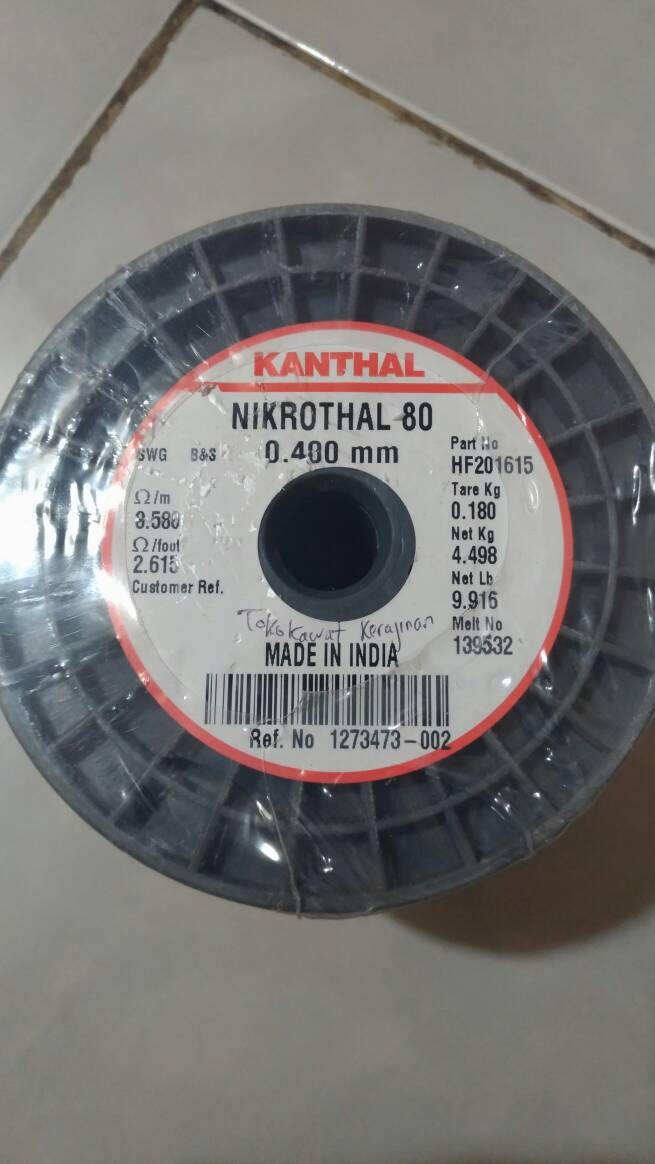 KANTHAL
NIKROTHAL 80
SWG B&S 0.400 mm
Ω/m
8.580
Ω/foot
2.615
Customer Ref.
Part No
HF201615
Tare Kg
0.180
Net Kg
4.498
Net Lb
9.916
Melt No
139532
Toko Kawat Kerajinan
MADE IN INDIA
Ref. No 1273473-002